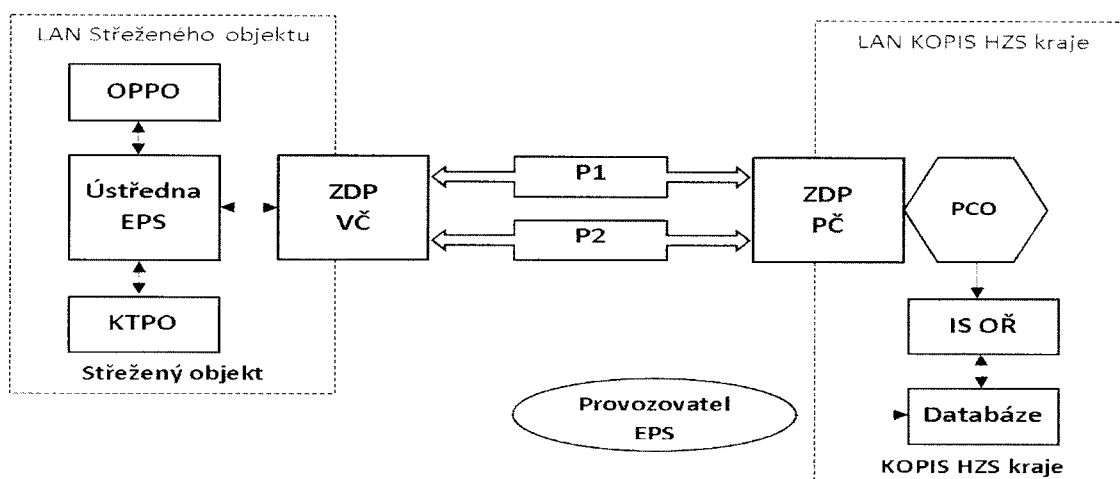 LAN Střeženého objektu
OPPO
Ústředna
EPS
KTPO
Střežený objekt
ZDP
VČ
P1
P2
Provozovatel
EPS
LAN KOPIS HZS kraje
ZDP
PČ
PCO
IS OŘ
Databáze
KOPIS HZS kraje